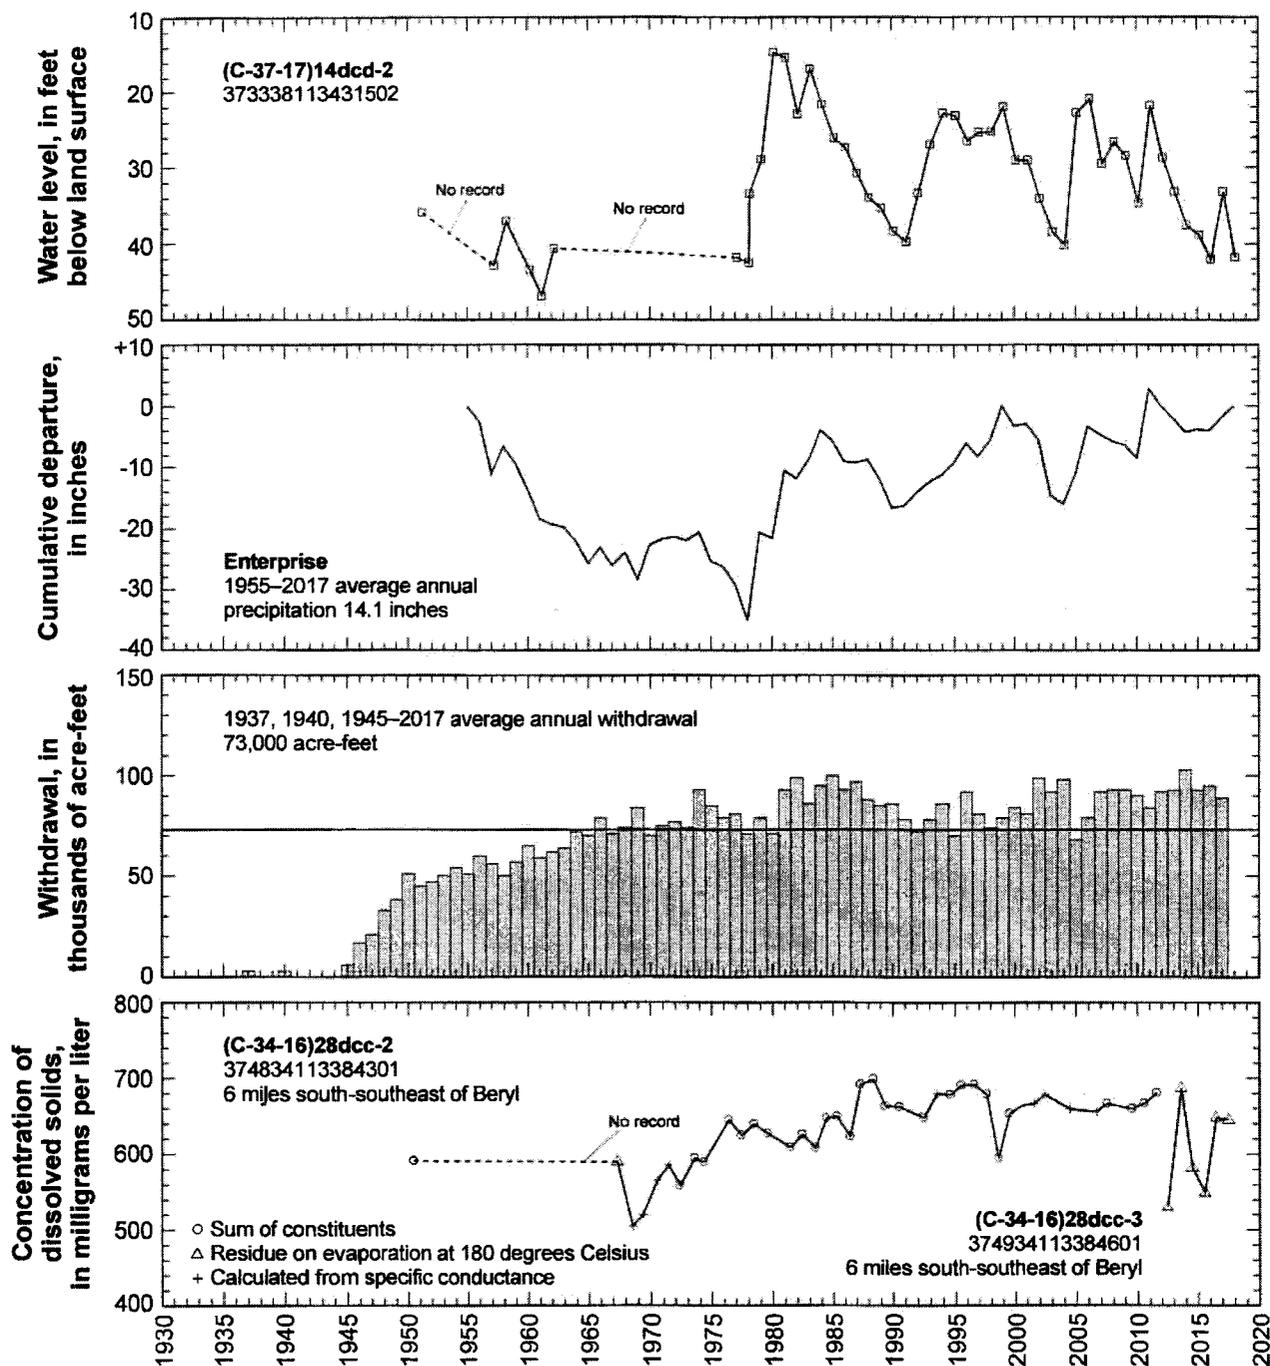 Water level, in feet
below land surface
10
20
30
40
50
(C-37-17)14dcd-2
373338113431502
No record
No record
Cumulative departure,
in inches
+10
0
-10
-20
-30
-40
Enterprise
1955–2017 average annual
precipitation 14.1 inches
Withdrawal, in
thousands of acre-feet
150
100
50
0
1937, 1940, 1945–2017 average annual withdrawal
73,000 acre-feet
Concentration of
dissolved solids,
in milligrams per liter
800
700
600
500
400
(C-34-16)28dcc-2
374834113384301
6 miles south-southeast of Beryl
No record
Sum of constituents
Residue on evaporation at 180 degrees Celsius
Calculated from specific conductance
(C-34-16)28dcc-3
374934113384601
6 miles south-southeast of Beryl
1930
1935
1940
1945
1950
1955
1960
1965
1970
1975
1980
1985
1990
1995
2000
2005
2010
2015
2020